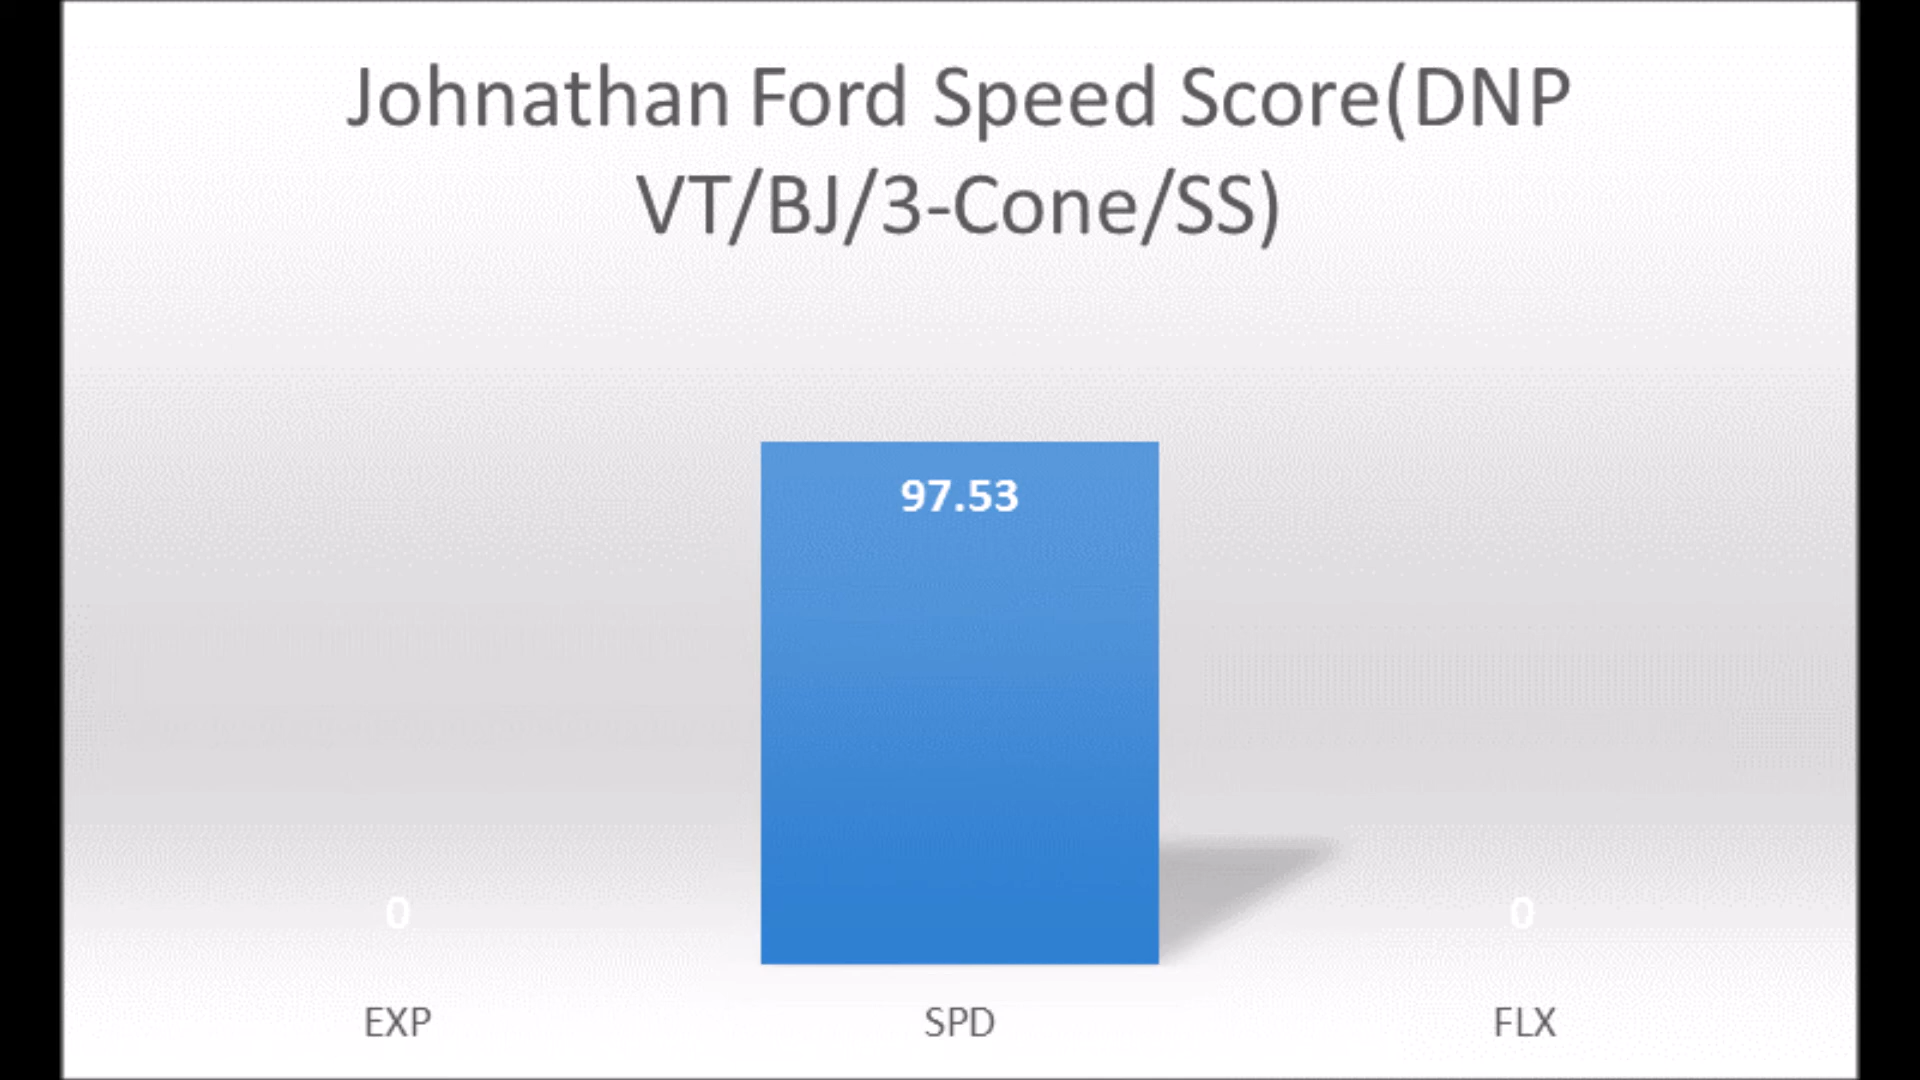 Johnathan Ford Speed Score(DNP
VT/BJ/3-Cone/SS)
97.53
0
0
EXP
SPD
FLX